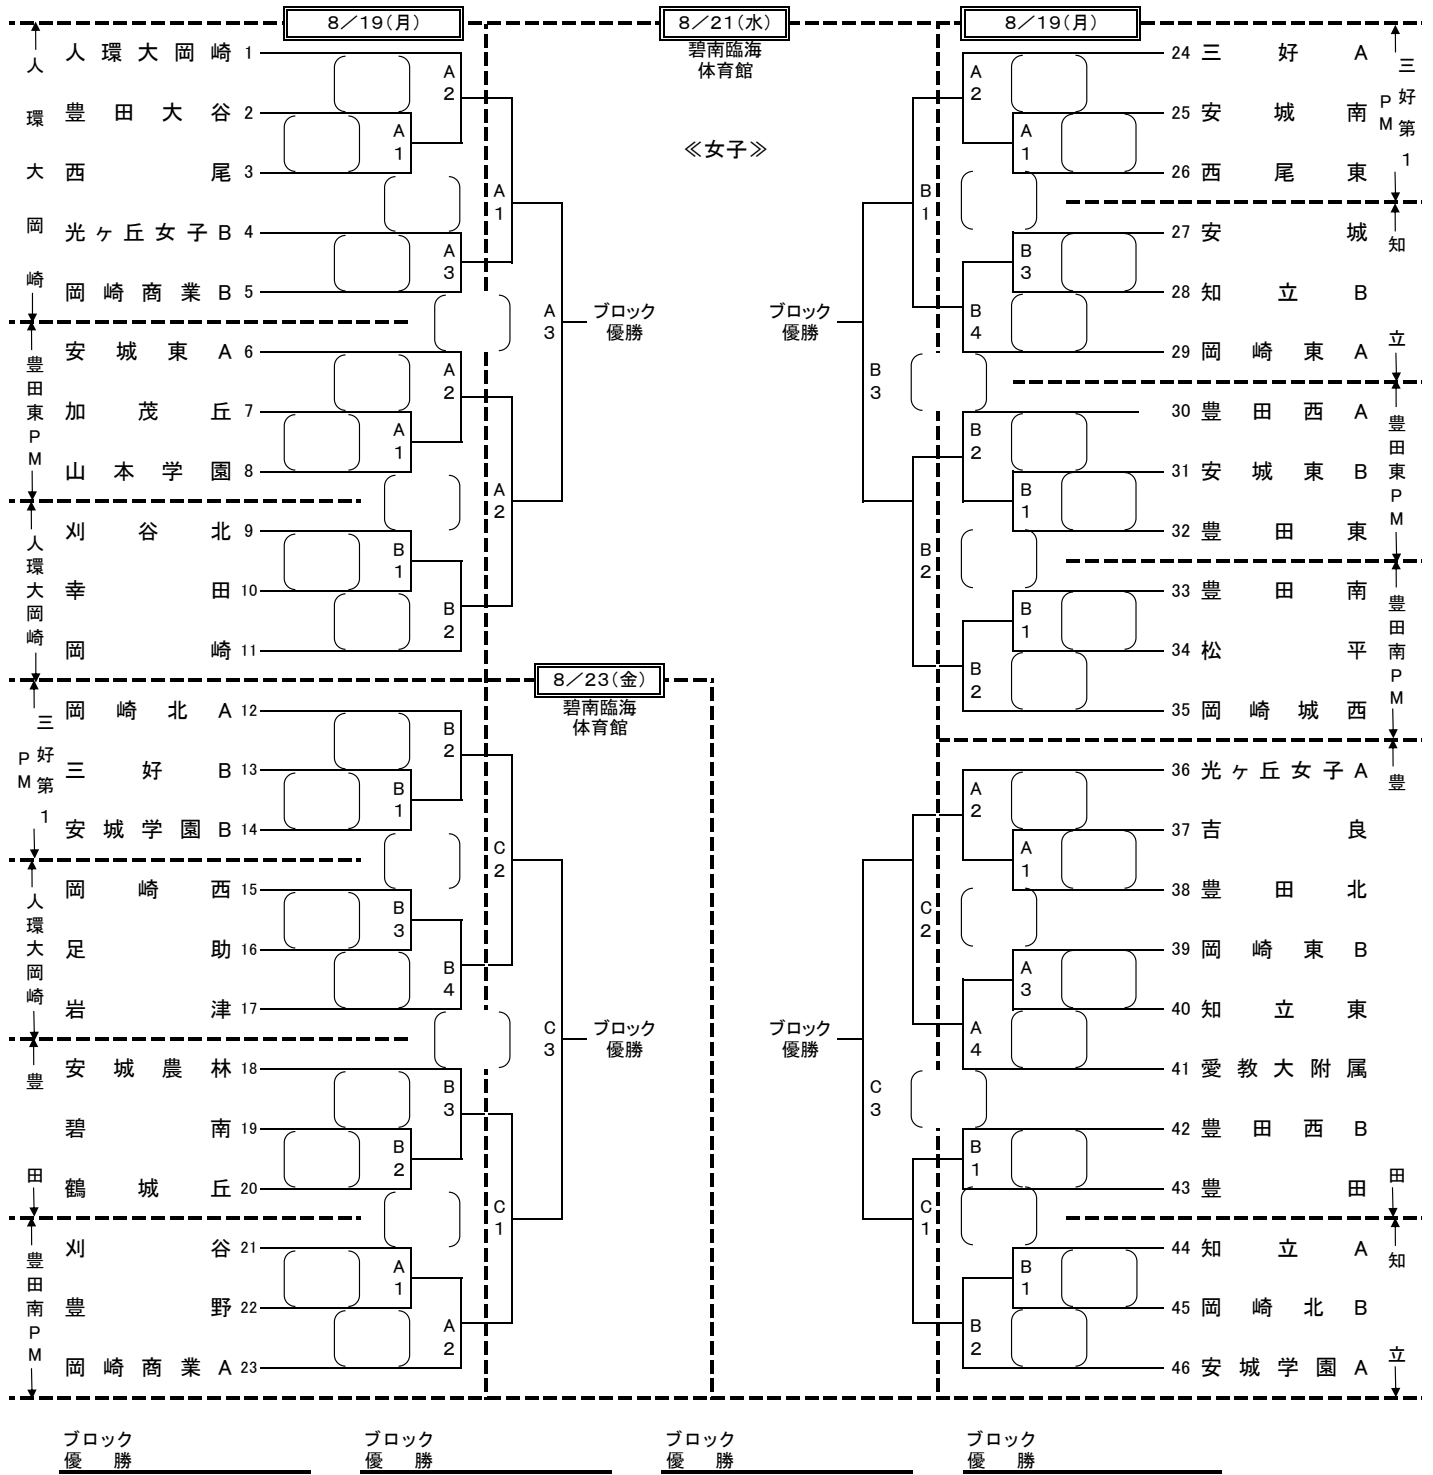 8／19(月)
8／21(水)
碧南臨海
体育館
8／19(月)
≪女子≫
人環大岡崎 1
豊田大谷 2
西尾 3
光ヶ丘女子B 4
岡崎商業B 5
安城東A 6
加茂丘 7
山本学園 8
刈谷北 9
幸田 10
岡崎 11
岡崎北A 12
三好B 13
安城学園B 14
岡崎西 15
足助 16
岩津 17
安城農林 18
碧南 19
鶴城丘 20
刈谷 21
豊野 22
岡崎商業A 23
人環大岡崎
豊田東PM
人環大岡崎
三好第1PM
人環大岡崎
豊田
豊田南PM
A2
A1
A3
A2
A1
B1
B2
B2
B1
B3
B4
B3
B2
A1
A2
A1
A2
C2
C1
A3
C3
ブロック
優勝
ブロック
優勝
8／23(金)
碧南臨海
体育館
ブロック
優勝
ブロック
優勝
B3
C3
B1
B2
C2
C1
A2
A1
B3
B4
B2
B1
B1
B2
A2
A1
A3
A4
B1
B1
B2
24 三好A
25 安城南
26 西尾東
27 安城
28 知立B
29 岡崎東A
30 豊田西A
31 安城東B
32 豊田東
33 豊田南
34 松平
35 岡崎城西
36 光ヶ丘女子A
37 吉良
38 豊田北
39 岡崎東B
40 知立東
41 愛教大附属
42 豊田西B
43 豊田
44 知立A
45 岡崎北B
46 安城学園A
三好第1PM
知立
豊田東PM
豊田南PM
豊田
知立
ブロック
優　勝
ブロック
優　勝
ブロック
優　勝
ブロック
優　勝